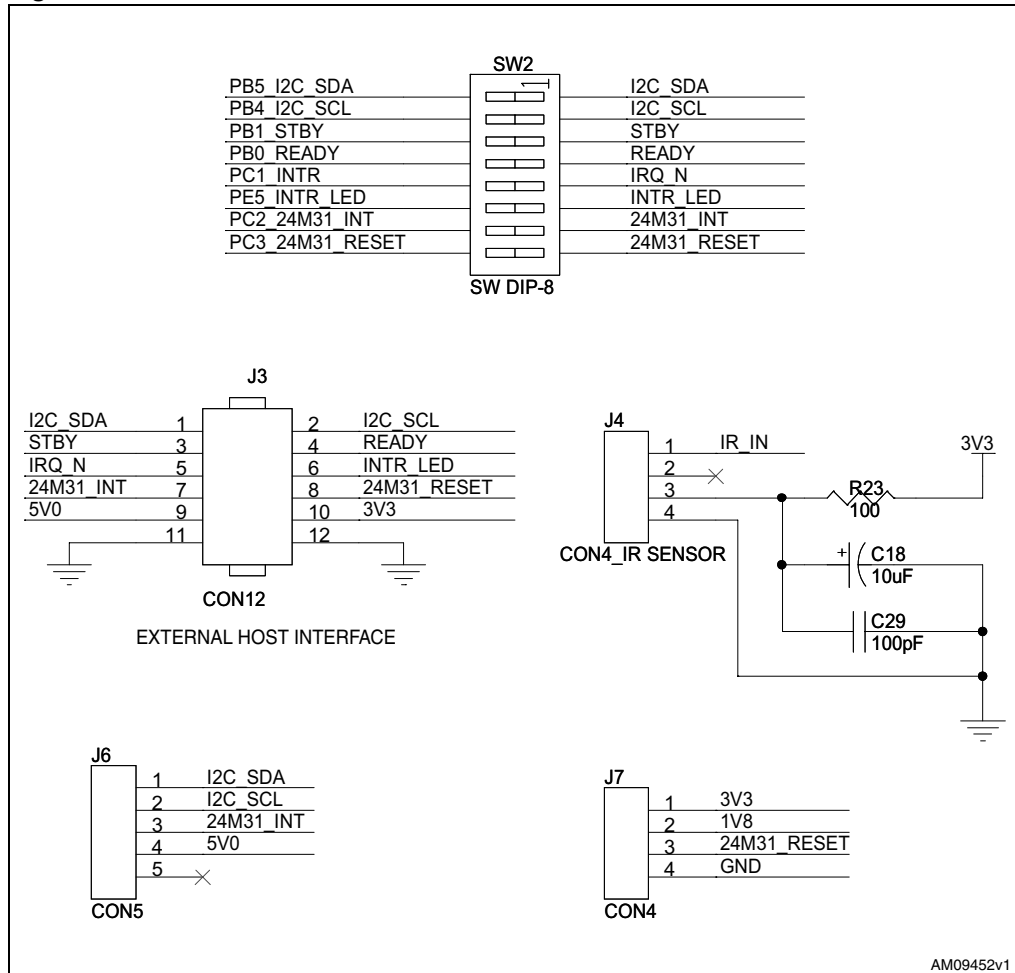 SW2
PB5_I2C_SDA I2C_SDA
PB4_I2C_SCL I2C_SCL
PB1_STBY STBY
PB0_READY READY
PC1_INTR IRQ_N
PE5_INTR_LED INTR_LED
PC2_24M31_INT 24M31_INT
PC3_24M31_RESET 24M31_RESET
1
SW DIP-8
J3
I2C_SDA 1 2 I2C_SCL
STBY 3 4 READY
IRQ_N 5 6 INTR_LED
24M31_INT 7 8 24M31_RESET
5V0 9 10 3V3
11 12
CON12
EXTERNAL HOST INTERFACE
J4
1 IR_IN
2
3
4
CON4_IR SENSOR
3V3
R23
100
+ C18
10uF
C29
100pF
J6
1 I2C_SDA
2 I2C_SCL
3 24M31_INT
4 5V0
5
CON5
J7
1 3V3
2 1V8
3 24M31_RESET
4 GND
CON4
AM09452v1